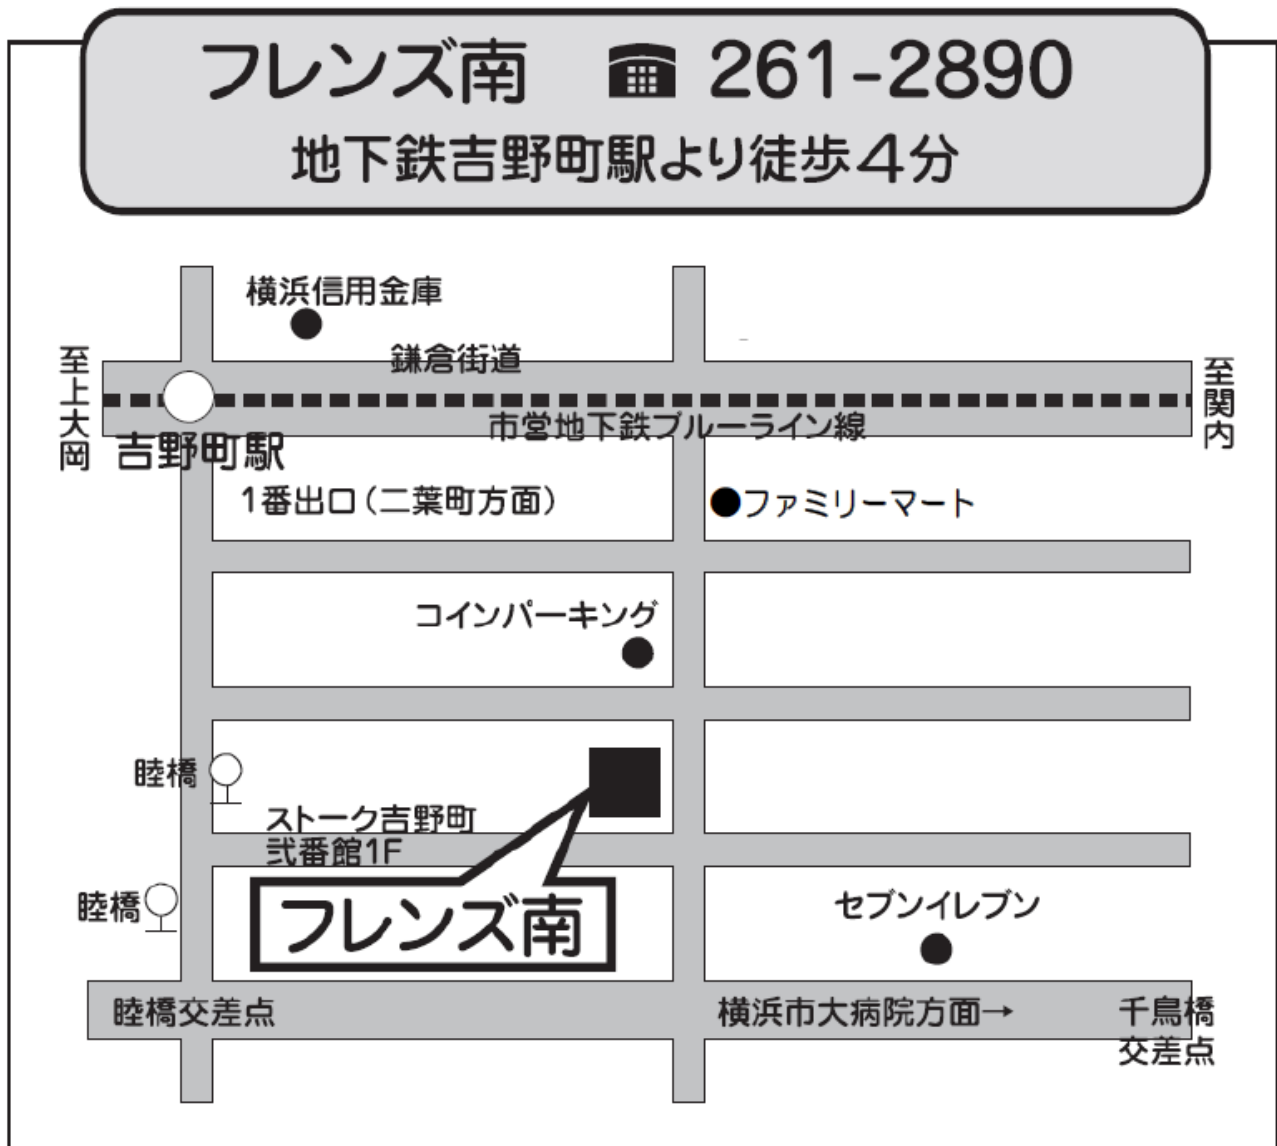 フレンズ南 ☎ 261-2890
地下鉄吉野町駅より徒歩4分
横浜信用金庫
至上大岡
鎌倉街道
至関内
市営地下鉄ブルーライン線
吉野町駅
1番出口(二葉町方面)
●ファミリーマート
コインパーキング
睦橋
ストーク吉野町
弐番館1F
睦橋
フレンズ南
セブンイレブン
睦橋交差点
横浜市大病院方面→
千鳥橋
交差点